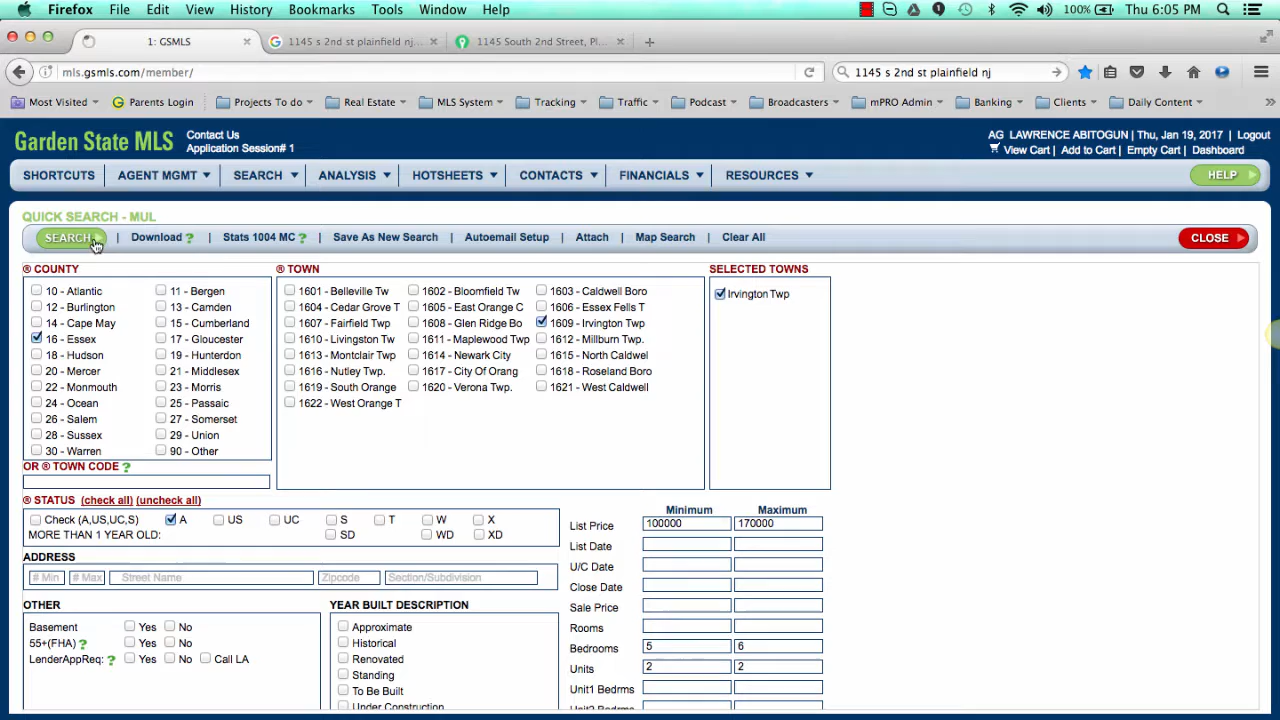 Firefox File Edit View History Bookmarks Tools Window Help 100% Thu 6:05 PM
1: GSMLS 1145 s 2nd st plainfield nj... 1145 South 2nd Street, Pl...
mls.gsmls.com/member/ 1145 s 2nd st plainfield nj
Most Visited Parents Login Projects To do Real Estate MLS System Tracking Traffic Podcast Broadcasters mPRO Admin Banking Clients Daily Content
Garden State MLS Contact Us AG LAWRENCE ABITOGUN | Thu, Jan 19, 2017 | Logout
Application Session# 1 View Cart | Add to Cart | Empty Cart | Dashboard
SHORTCUTS AGENT MGMT SEARCH ANALYSIS HOTSHEETS CONTACTS FINANCIALS RESOURCES HELP
QUICK SEARCH - MUL
SEARCH | Download ? | Stats 1004 MC ? | Save As New Search | Autoemail Setup | Attach | Map Search | Clear All CLOSE
® COUNTY ® TOWN SELECTED TOWNS
10 - Atlantic 11 - Bergen 1601 - Belleville Tw 1602 - Bloomfield Tw 1603 - Caldwell Boro Irvington Twp
12 - Burlington 13 - Camden 1604 - Cedar Grove T 1605 - East Orange C 1606 - Essex Fells T
14 - Cape May 15 - Cumberland 1607 - Fairfield Twp 1608 - Glen Ridge Bo 1609 - Irvington Twp
16 - Essex 17 - Gloucester 1610 - Livingston Tw 1611 - Maplewood Twp 1612 - Millburn Twp.
18 - Hudson 19 - Hunterdon 1613 - Montclair Twp 1614 - Newark City 1615 - North Caldwel
20 - Mercer 21 - Middlesex 1616 - Nutley Twp. 1617 - City Of Orang 1618 - Roseland Boro
22 - Monmouth 23 - Morris 1619 - South Orange 1620 - Verona Twp. 1621 - West Caldwell
24 - Ocean 25 - Passaic 1622 - West Orange T
26 - Salem 27 - Somerset
28 - Sussex 29 - Union
30 - Warren 90 - Other
OR ® TOWN CODE ?
® STATUS (check all) (uncheck all)
Check (A,US,UC,S) A US UC S T W X
MORE THAN 1 YEAR OLD: SD WD XD
ADDRESS
# Min # Max Street Name Zipcode Section/Subdivision
Minimum Maximum
List Price 100000 170000
List Date
U/C Date
Close Date
Sale Price
Rooms
Bedrooms 5 6
Units 2 2
Unit1 Bedrms
OTHER YEAR BUILT DESCRIPTION
Basement Yes No Approximate
55+(FHA) ? Yes No Historical
LenderAppReq: ? Yes No Call LA Renovated
Standing
To Be Built
Under Construction